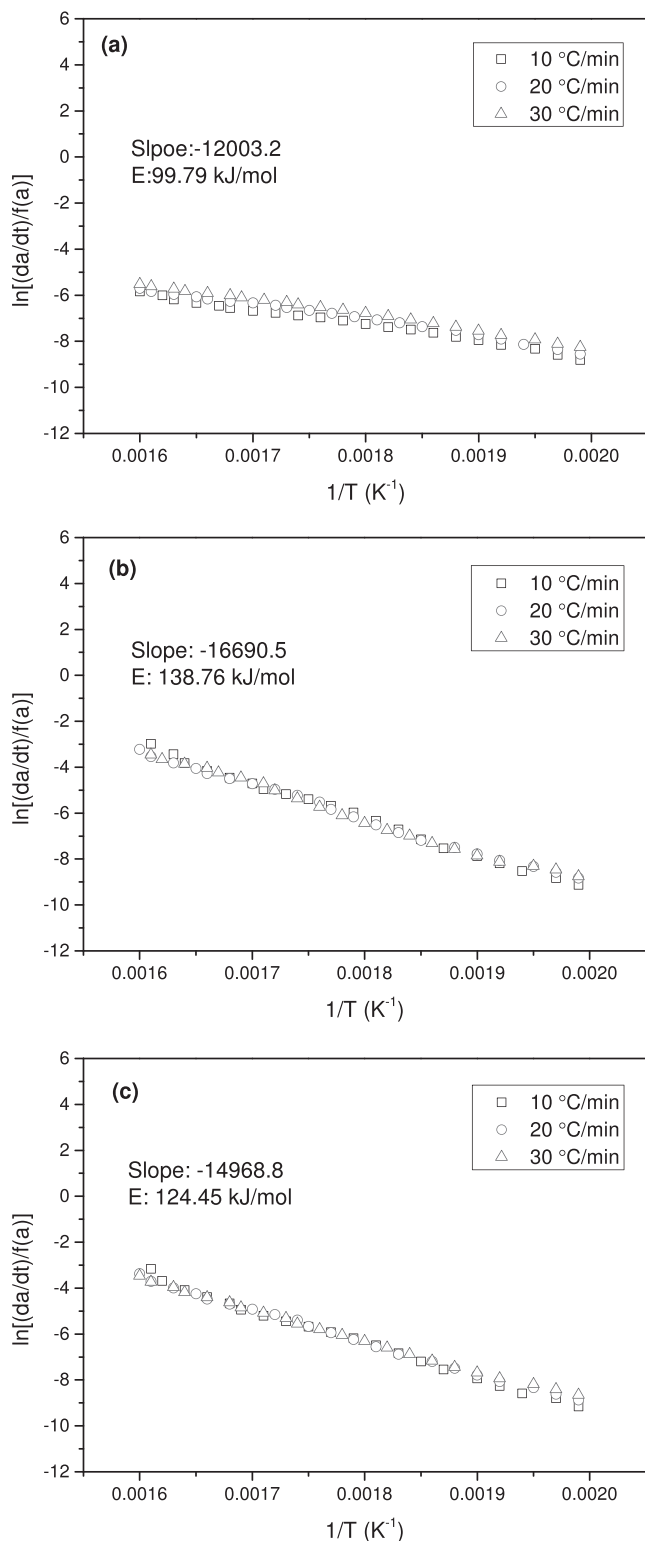 (a)
10 °C/min
20 °C/min
30 °C/min
Slpoe:-12003.2
E:99.79 kJ/mol
ln[(da/dt)/f(a)]
6
4
2
0
-2
-4
-6
-8
-10
-12
0.0016 0.0017 0.0018 0.0019 0.0020
1/T (K-1)
(b)
10 °C/min
20 °C/min
30 °C/min
Slope: -16690.5
E: 138.76 kJ/mol
ln[(da/dt)/f(a)]
6
4
2
0
-2
-4
-6
-8
-10
-12
0.0016 0.0017 0.0018 0.0019 0.0020
1/T (K-1)
(c)
10 °C/min
20 °C/min
30 °C/min
Slope: -14968.8
E: 124.45 kJ/mol
ln[(da/dt)/f(a)]
6
4
2
0
-2
-4
-6
-8
-10
-12
0.0016 0.0017 0.0018 0.0019 0.0020
1/T (K-1)